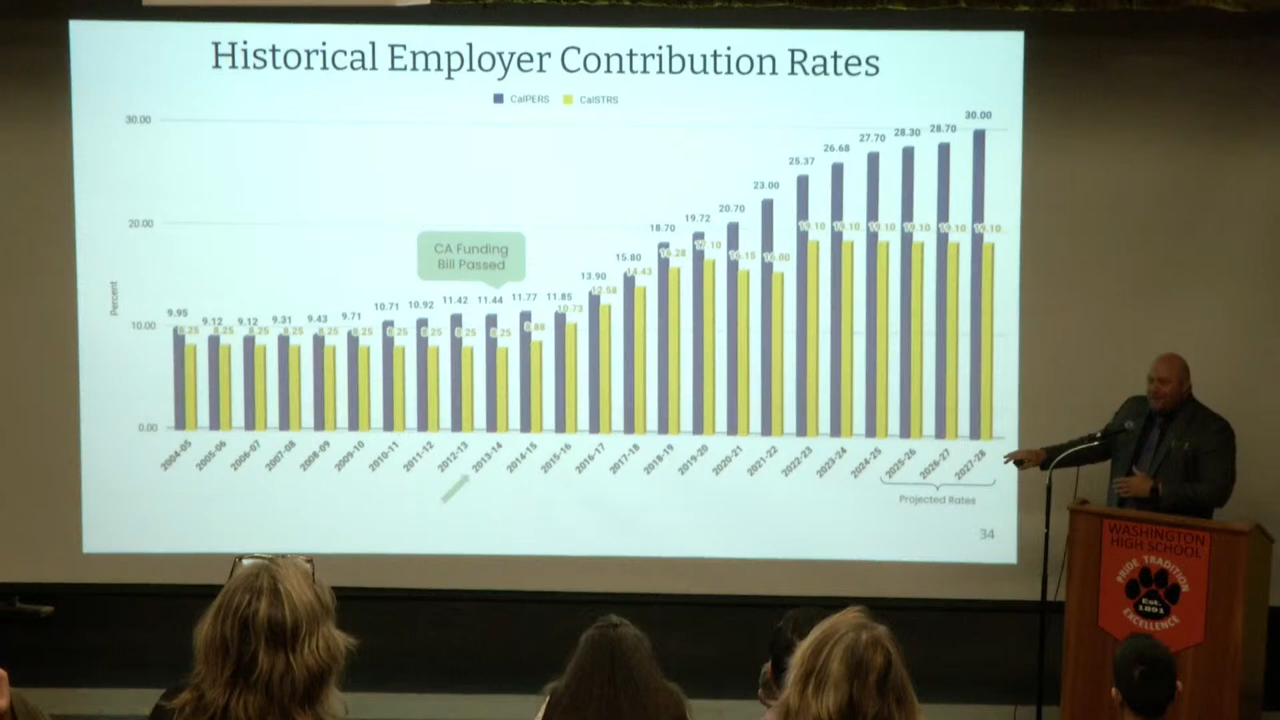 Historical Employer Contribution Rates
CalPERS CalSTRS
Percent
30.00
20.00
10.00
0.00
CA Funding
Bill Passed
9.95 9.12 9.12 9.31 9.43 9.71 10.71 10.92 11.42 11.44 11.77 11.85 13.90 15.80 18.70 19.72 20.70 23.00 25.37 26.68 27.70 28.30 28.70 30.00
8.25 8.25 8.25 8.25 8.25 8.25 8.25 8.25 8.25 8.25 8.88 10.73 12.58 14.43 16.28 17.10 16.15 16.00 19.10 19.10 19.10 19.10 19.10 19.10
2004-05 2005-06 2006-07 2007-08 2008-09 2009-10 2010-11 2011-12 2012-13 2013-14 2014-15 2015-16 2016-17 2017-18 2018-19 2019-20 2020-21 2021-22 2022-23 2023-24 2024-25 2025-26 2026-27 2027-28
Projected Rates
34
WASHINGTON
HIGH SCHOOL
PRIDE TRADITION
Est.
1891
EXCELLENCE